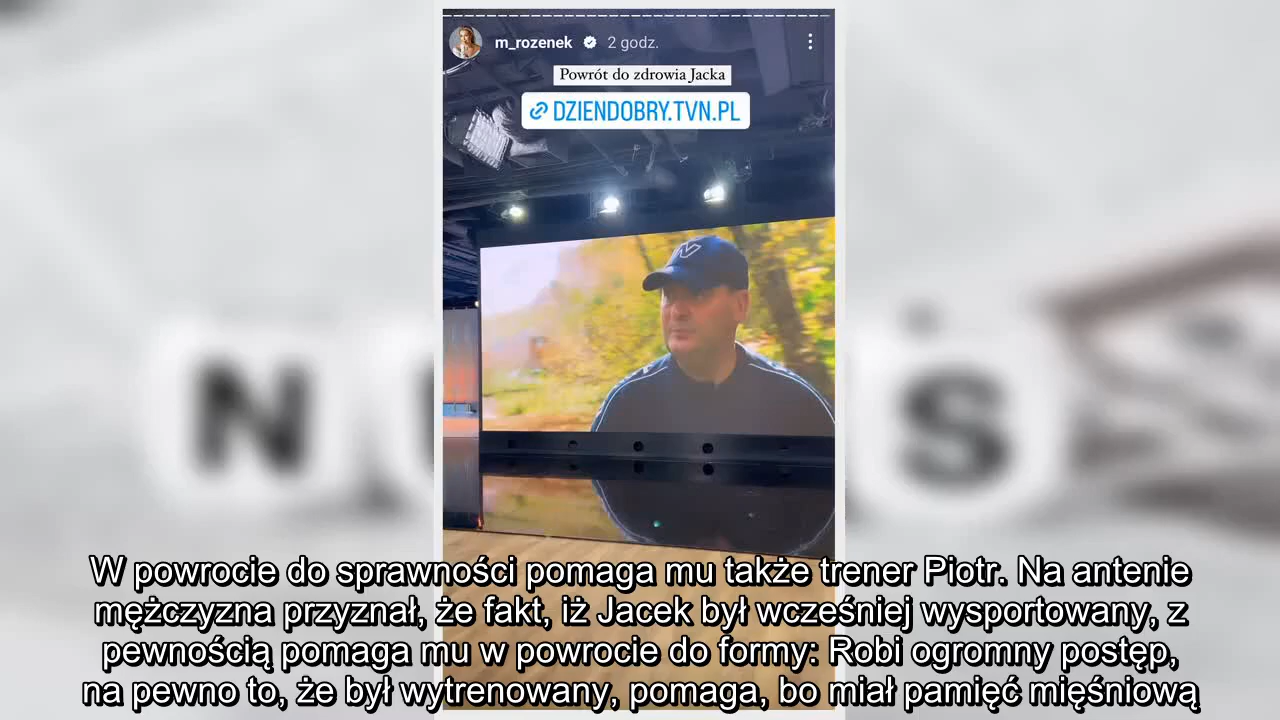 m_rozenek 2 godz.
Powrót do zdrowia Jacka
DZIENDOBRY.TVN.PL
N
S
W powrocie do sprawności pomaga mu także trener Piotr. Na antenie
mężczyzna przyznał, że fakt, iż Jacek był wcześniej wysportowany, z
pewnością pomaga mu w powrocie do formy: Robi ogromny postęp,
na pewno to, że był wytrenowany, pomaga, bo miał pamięć mięśniową